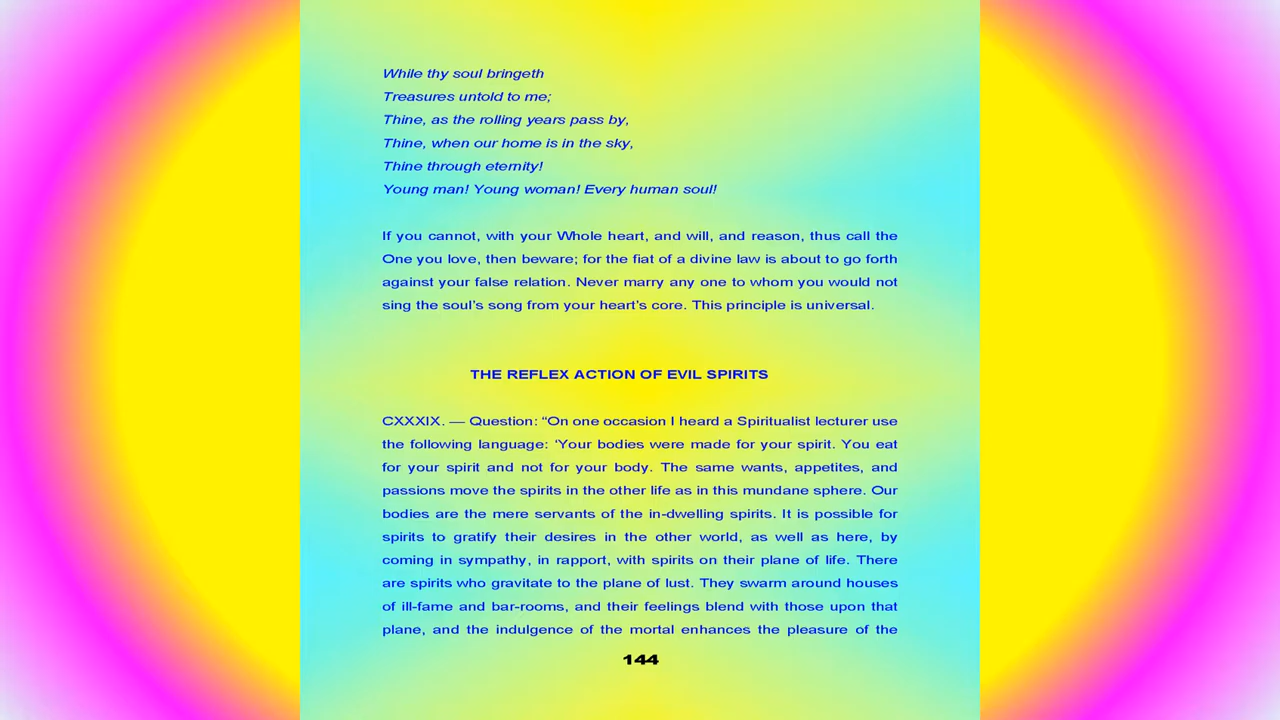 While thy soul bringeth
Treasures untold to me;
Thine, as the rolling years pass by,
Thine, when our home is in the sky,
Thine through eternity!
Young man! Young woman! Every human soul!
If you cannot, with your Whole heart, and will, and reason, thus call the
One you love, then beware; for the fiat of a divine law is about to go forth
against your false relation. Never marry any one to whom you would not
sing the soul's song from your heart's core. This principle is universal.
THE REFLEX ACTION OF EVIL SPIRITS
CXXXIX. — Question: “On one occasion I heard a Spiritualist lecturer use
the following language: ‘Your bodies were made for your spirit. You eat
for your spirit and not for your body. The same wants, appetites, and
passions move the spirits in the other life as in this mundane sphere. Our
bodies are the mere servants of the in-dwelling spirits. It is possible for
spirits to gratify their desires in the other world, as well as here, by
coming in sympathy, in rapport, with spirits on their plane of life. There
are spirits who gravitate to the plane of lust. They swarm around houses
of ill-fame and bar-rooms, and their feelings blend with those upon that
plane, and the indulgence of the mortal enhances the pleasure of the
144